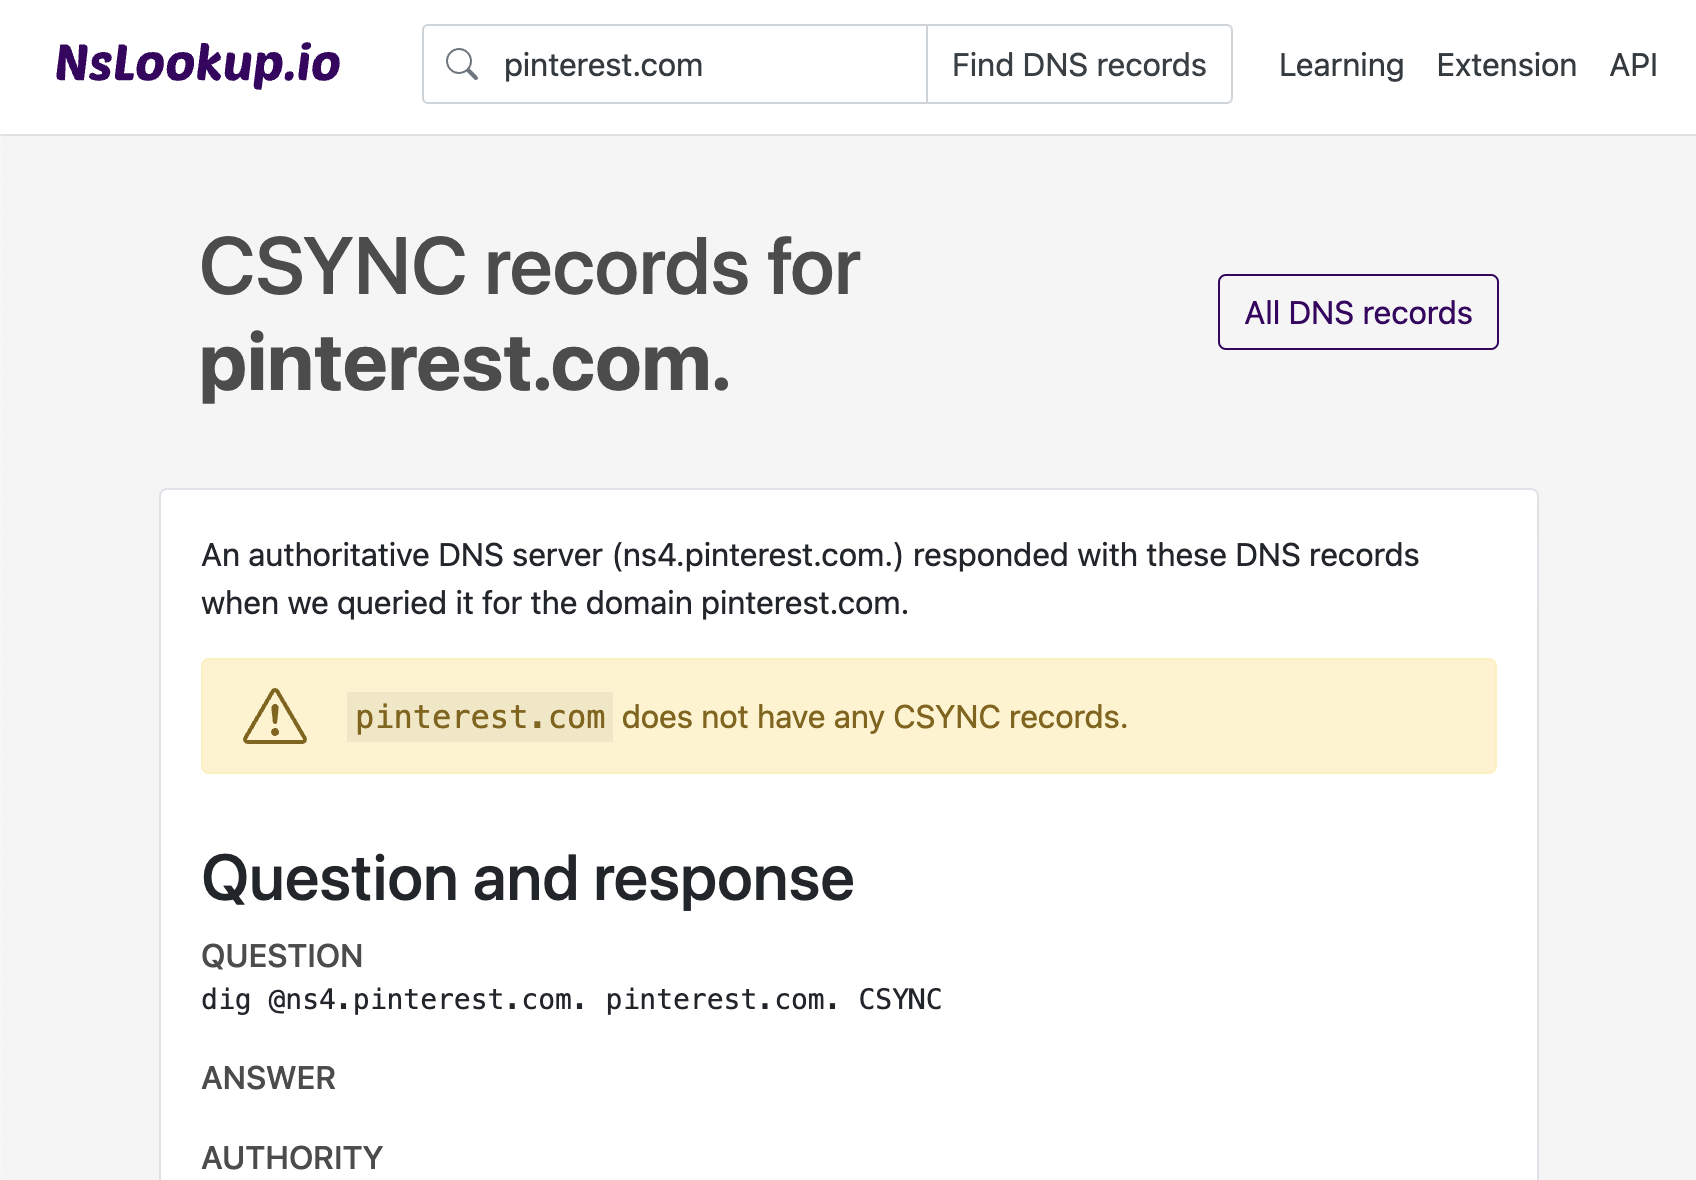 NsLookup.io
pinterest.com
Find DNS records
Learning
Extension
API
CSYNC records for
pinterest.com.
All DNS records
An authoritative DNS server (ns4.pinterest.com.) responded with these DNS records
when we queried it for the domain pinterest.com.
pinterest.com does not have any CSYNC records.
Question and response
QUESTION
dig @ns4.pinterest.com. pinterest.com. CSYNC
ANSWER
AUTHORITY